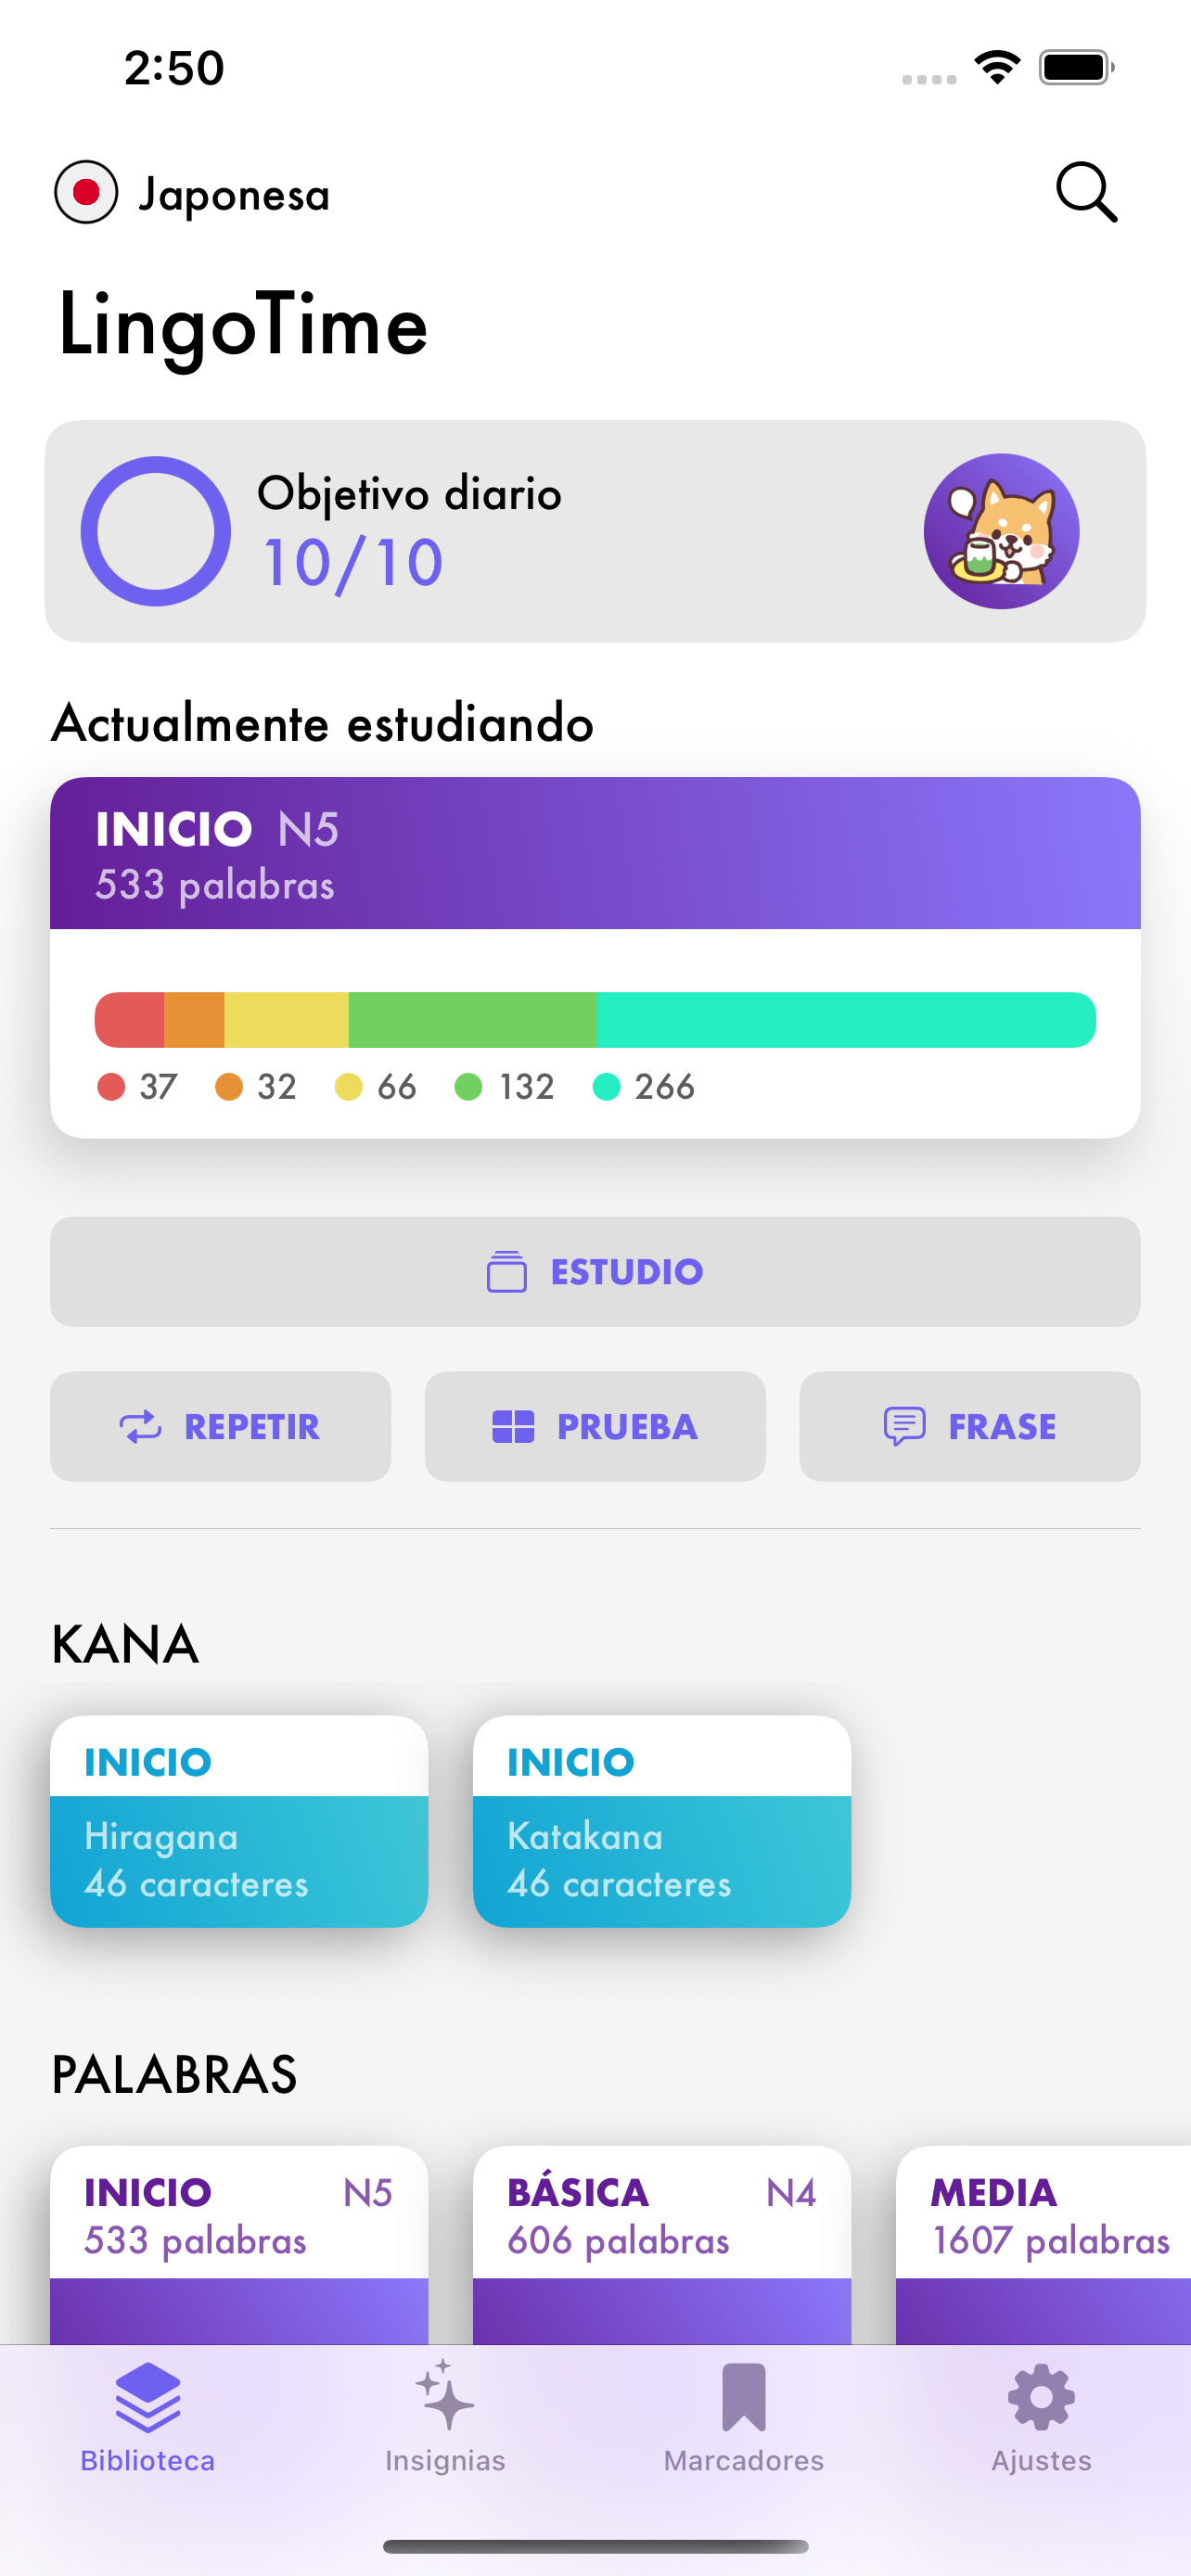 2:50
Japonesa
LingoTime
Objetivo diario
10/10
Actualmente estudiando
INICIO N5
533 palabras
37 32 66 132 266
ESTUDIO
REPETIR PRUEBA FRASE
KANA
INICIO INICIO
Hiragana Katakana
46 caracteres 46 caracteres
PALABRAS
INICIO N5 BÁSICA N4 MEDIA
533 palabras 606 palabras 1607 palabras
Biblioteca Insignias Marcadores Ajustes